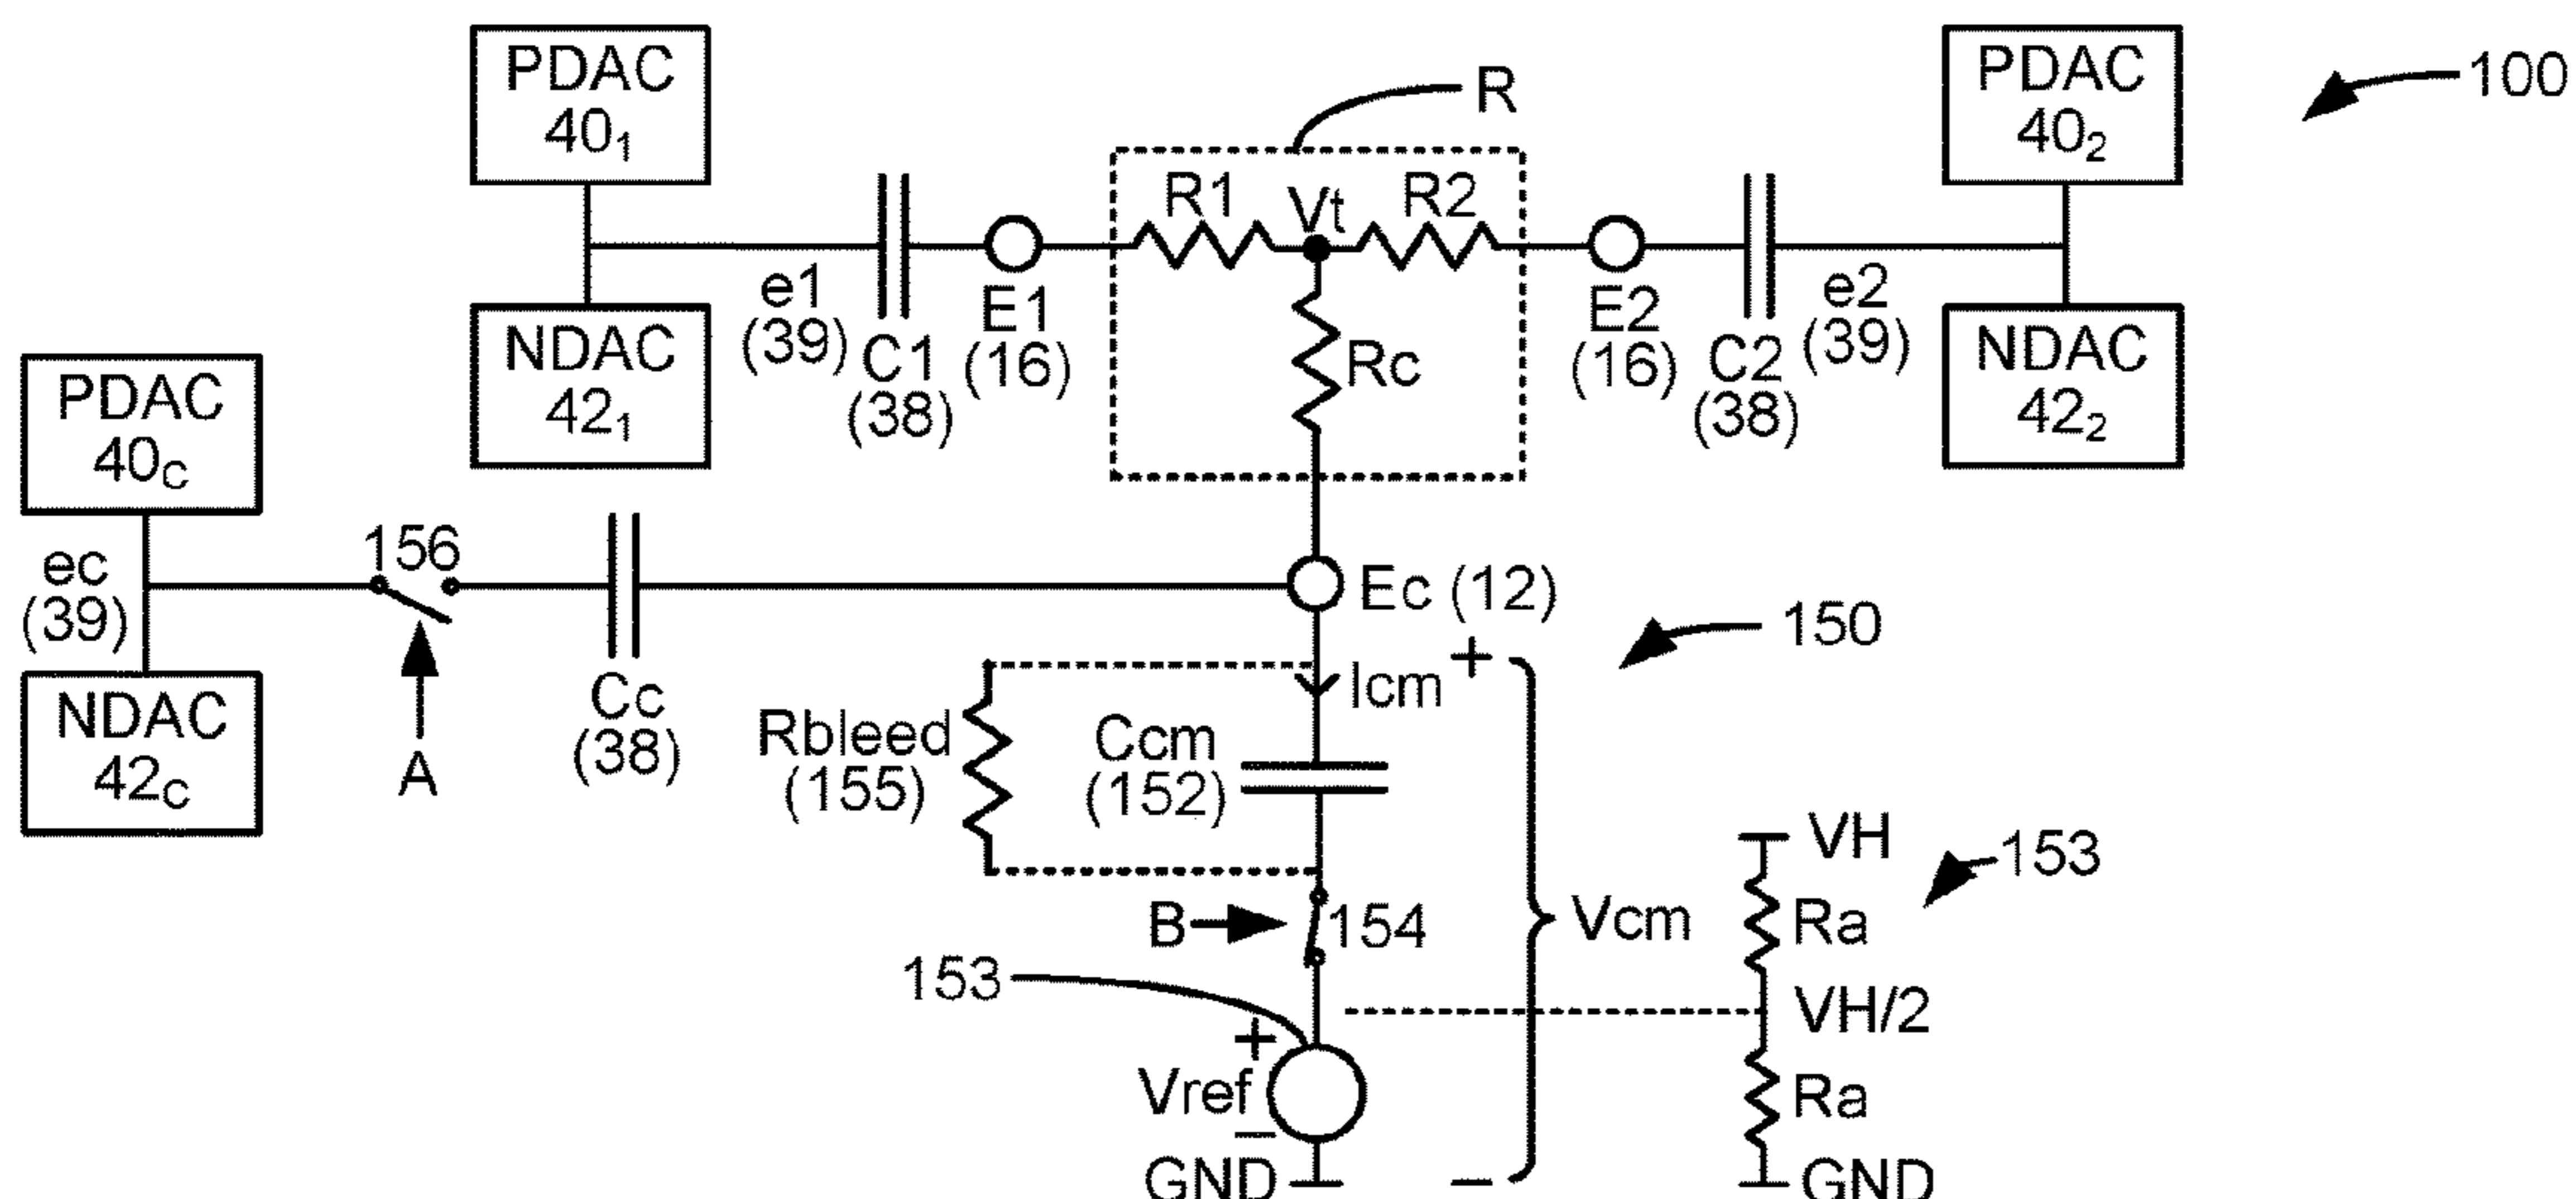 PDAC
40₁
PDAC
40₂
100
R
R1
Vt
R2
Rc
NDAC
42₁
e1
(39)
C1
(38)
E1
(16)
E2
(16)
C2
(38)
e2
(39)
NDAC
42₂
PDAC
40C
ec
(39)
NDAC
42C
156
A
Cc
(38)
Ec (12)
150
Icm
+
Rbleed
(155)
Ccm
(152)
B
154
Vcm
153
+
Vref
−
GND
−
VH
153
Ra
VH/2
Ra
GND